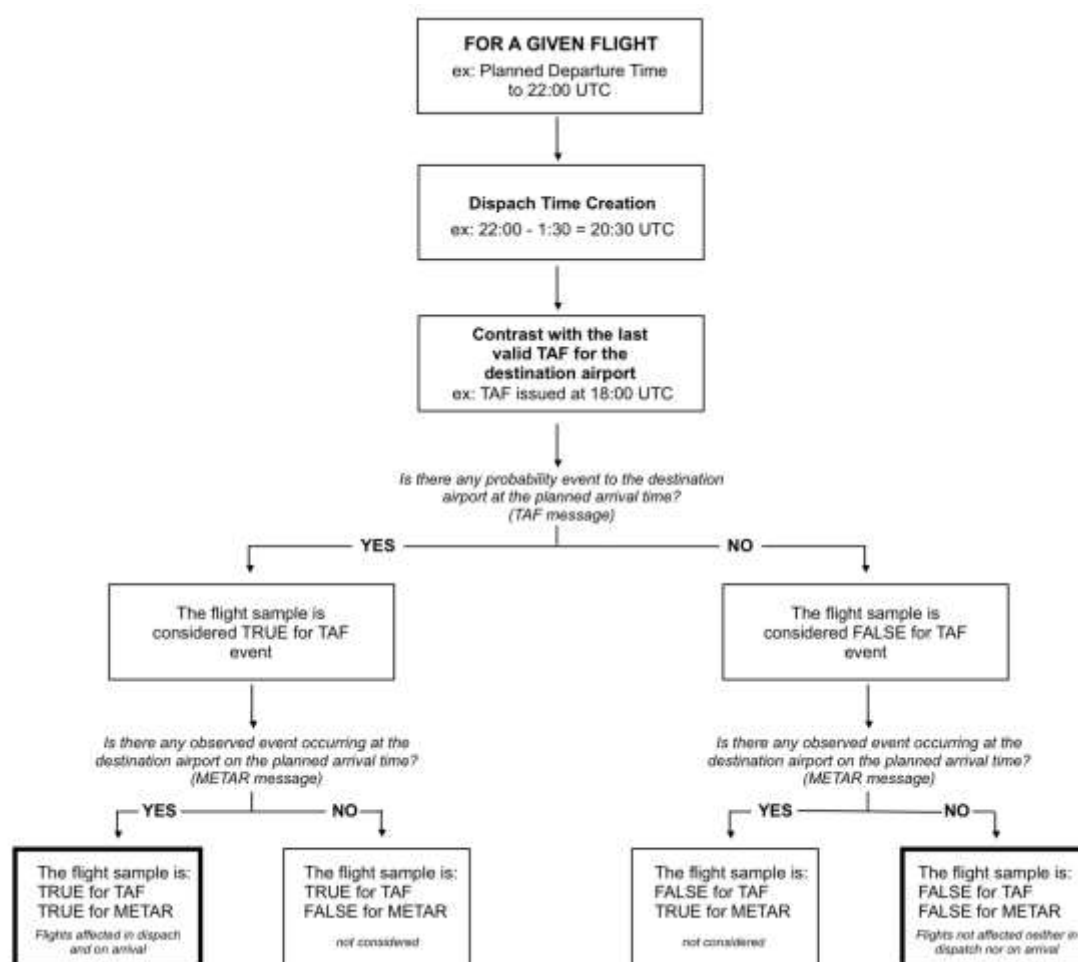 FOR A GIVEN FLIGHT
ex: Planned Departure Time
to 22:00 UTC
Dispach Time Creation
ex: 22:00 - 1:30 = 20:30 UTC
Contrast with the last
valid TAF for the
destination airport
ex: TAF issued at 18:00 UTC
Is there any probability event to the destination
airport at the planned arrival time?
(TAF message)
YES
NO
The flight sample is
considered TRUE for TAF
event
The flight sample is
considered FALSE for TAF
event
Is there any observed event occurring at the
destination airport on the planned arrival time?
(METAR message)
Is there any observed event occurring at the
destination airport on the planned arrival time?
(METAR message)
YES
NO
YES
NO
The flight sample is:
TRUE for TAF
TRUE for METAR
Flights affected in dispach
and on arrival
The flight sample is:
TRUE for TAF
FALSE for METAR
not considered
The flight sample is:
FALSE for TAF
TRUE for METAR
not considered
The flight sample is:
FALSE for TAF
FALSE for METAR
Flights not affected neither in
dispatch nor on arrival